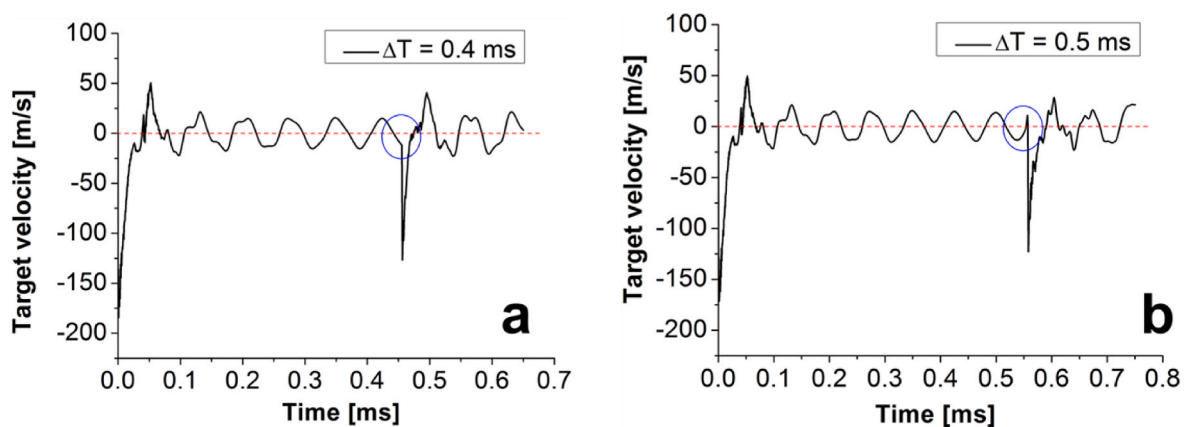 100
50
0
-50
-100
-150
-200
Target velocity [m/s]
ΔT = 0.4 ms
a
0.0 0.1 0.2 0.3 0.4 0.5 0.6 0.7
Time [ms]
100
50
0
-50
-100
-150
-200
Target velocity [m/s]
ΔT = 0.5 ms
b
0.0 0.1 0.2 0.3 0.4 0.5 0.6 0.7 0.8
Time [ms]